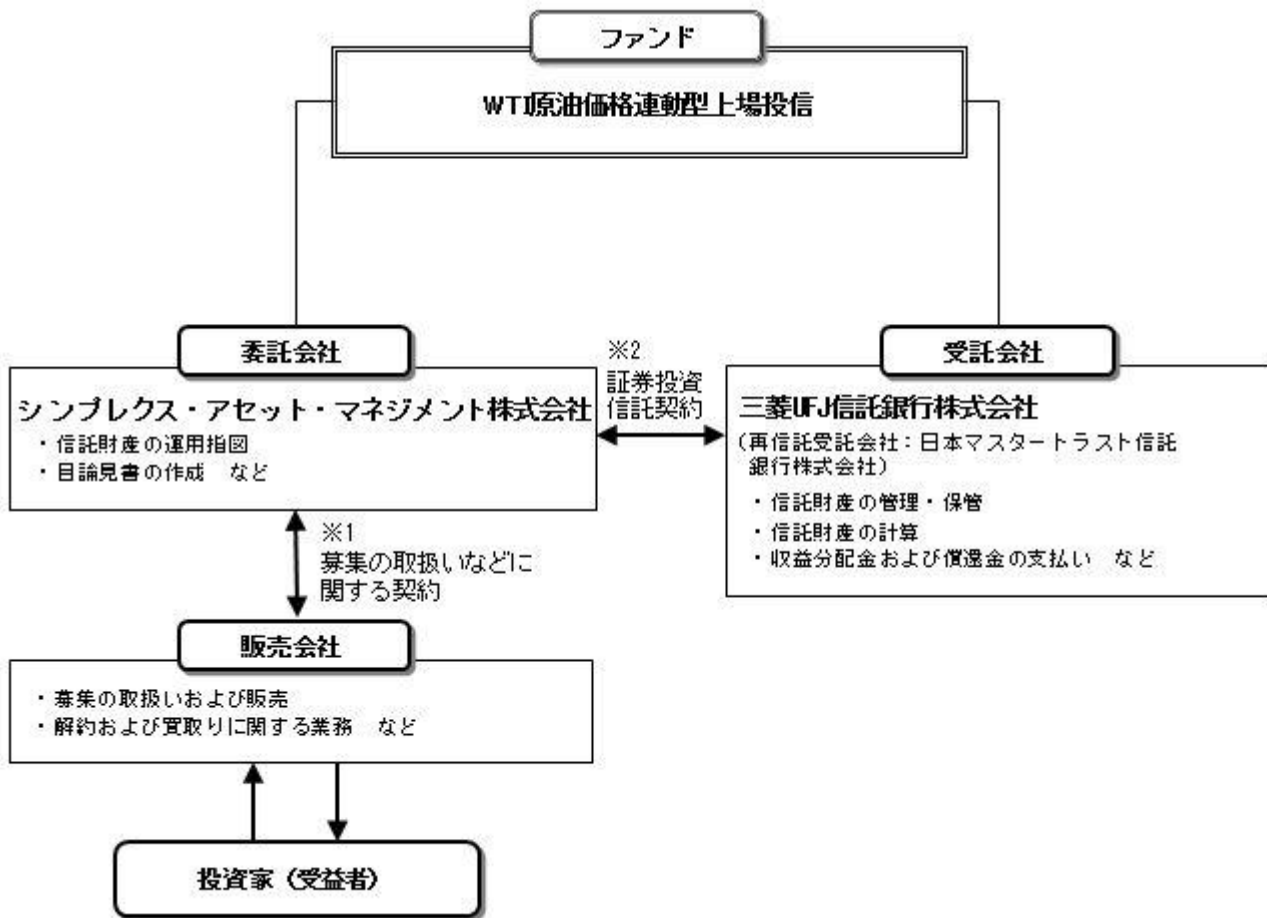 ファンド
WTI原油価格連動型上場投信
委託会社
シンプレクス・アセット・マネジメント株式会社
・信託財産の運用指図
・目論見書の作成　など
※2
証券投資
信託契約
受託会社
三菱UFJ信託銀行株式会社
（再信託受託会社：日本マスタートラスト信託
銀行株式会社）
・信託財産の管理・保管
・信託財産の計算
・収益分配金および償還金の支払い　など
※1
募集の取扱いなどに
関する契約
販売会社
・募集の取扱いおよび販売
・解約および買取りに関する業務　など
投資家（受益者）